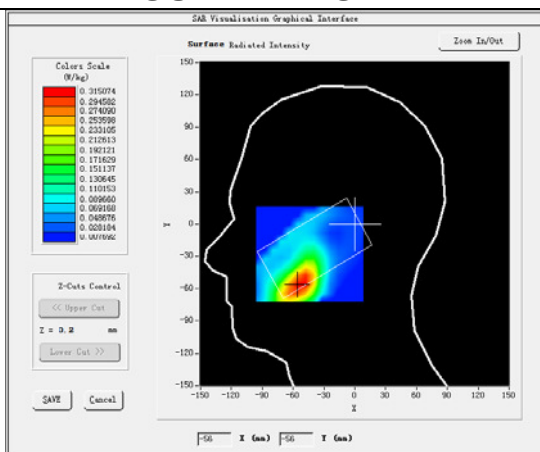 SAR Visualisation Graphical Interface
Surface Radiated Intensity
Zoom In/Out
Colors Scale
(W/kg)
0.315074
0.294582
0.274090
0.253598
0.233105
0.212613
0.192121
0.171629
0.151137
0.130645
0.110153
0.089660
0.069168
0.048676
0.028184
0.007692
150
120
90
60
30
0
-30
-60
-90
-120
-150
Y
-150 -120 -90 -60 -30 0 30 60 90 120 150
X
Z-Cuts Control
<< Upper Cut
Z = 3.2 mm
Lower Cut >>
SAVE Cancel
-56 X (mm) -56 Y (mm)